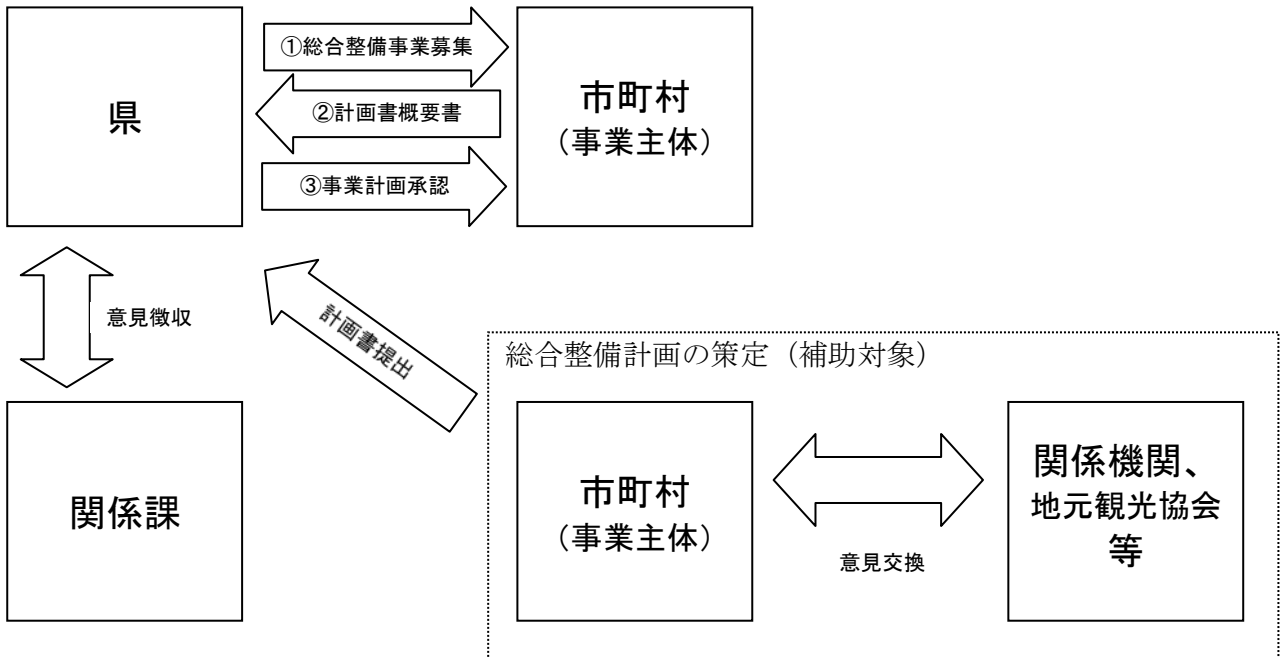 県
①総合整備事業募集
②計画書概要書
③事業計画承認
市町村
（事業主体）
意見徴収
計画書提出
関係課
総合整備計画の策定（補助対象）
市町村
（事業主体）
意見交換
関係機関、
地元観光協会
等